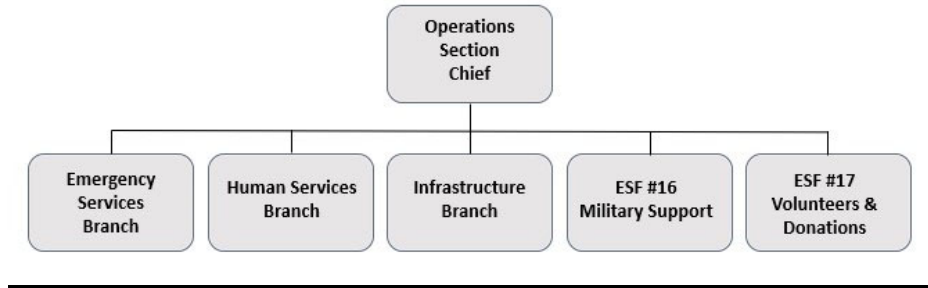 Operations
Section
Chief
Emergency
Services
Branch
Human Services
Branch
Infrastructure
Branch
ESF #16
Military Support
ESF #17
Volunteers &
Donations